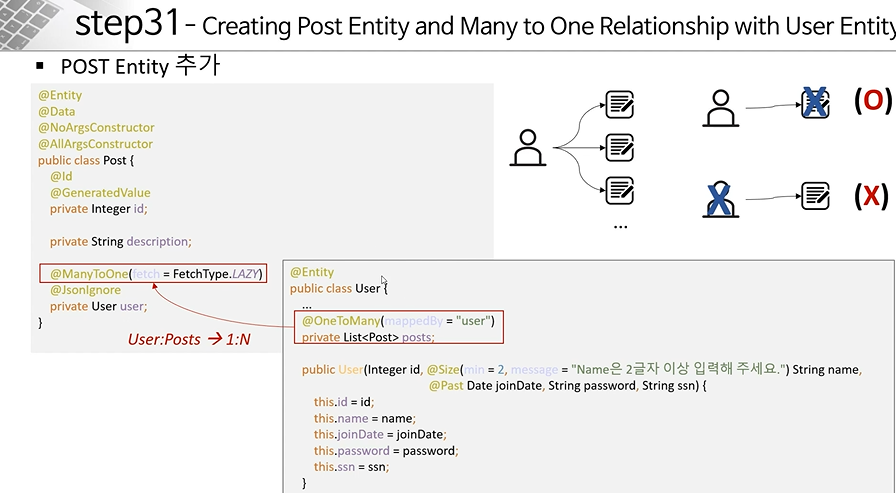 step31 – Creating Post Entity and Many to One Relationship with User Entity
▪ POST Entity 추가
@Entity
@Data
@NoArgsConstructor
@AllArgsConstructor
public class Post {
@Id
@GeneratedValue
private Integer id;
private String description;
@ManyToOne(fetch = FetchType.LAZY)
@JsonIgnore
private User user;
}
User:Posts → 1:N
...
(O)
(X)
@Entity
public class User {
...
@OneToMany(mappedBy = "user")
private List<Post> posts;
public User(Integer id, @Size(min = 2, message = "Name은 2글자 이상 입력해 주세요.") String name,
@Past Date joinDate, String password, String ssn) {
this.id = id;
this.name = name;
this.joinDate = joinDate;
this.password = password;
this.ssn = ssn;
}